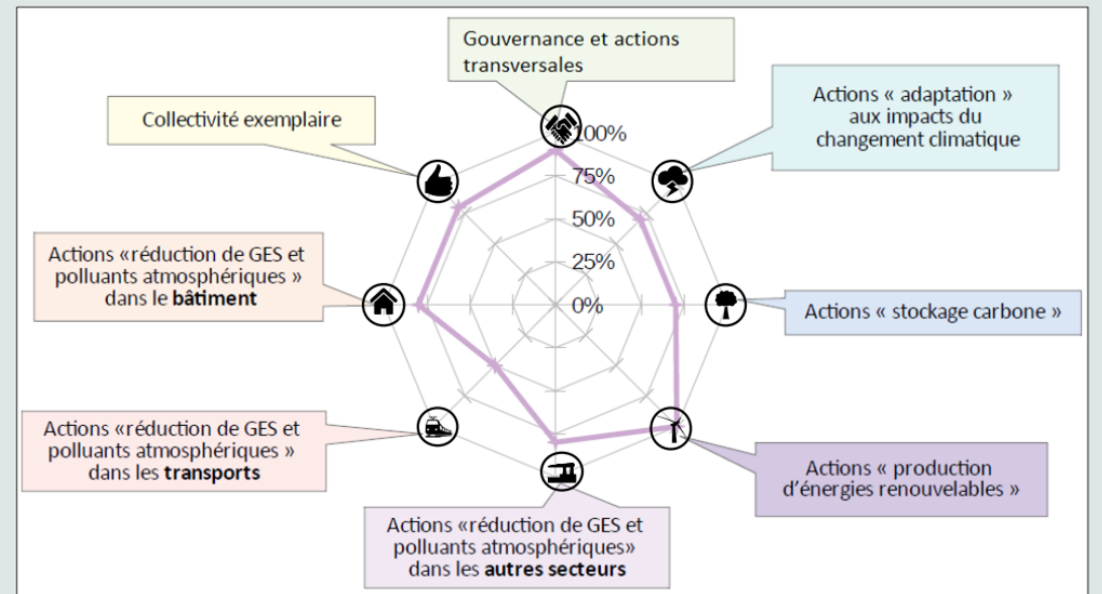 Gouvernance et actions
transversales
Actions « adaptation »
aux impacts du
changement climatique
Collectivité exemplaire
100%
75%
50%
25%
0%
Actions «réduction de GES et
polluants atmosphériques »
dans le bâtiment
Actions « stockage carbone »
Actions «réduction de GES et
polluants atmosphériques »
dans les transports
Actions « production
d’énergies renouvelables »
Actions «réduction de GES et
polluants atmosphériques»
dans les autres secteurs